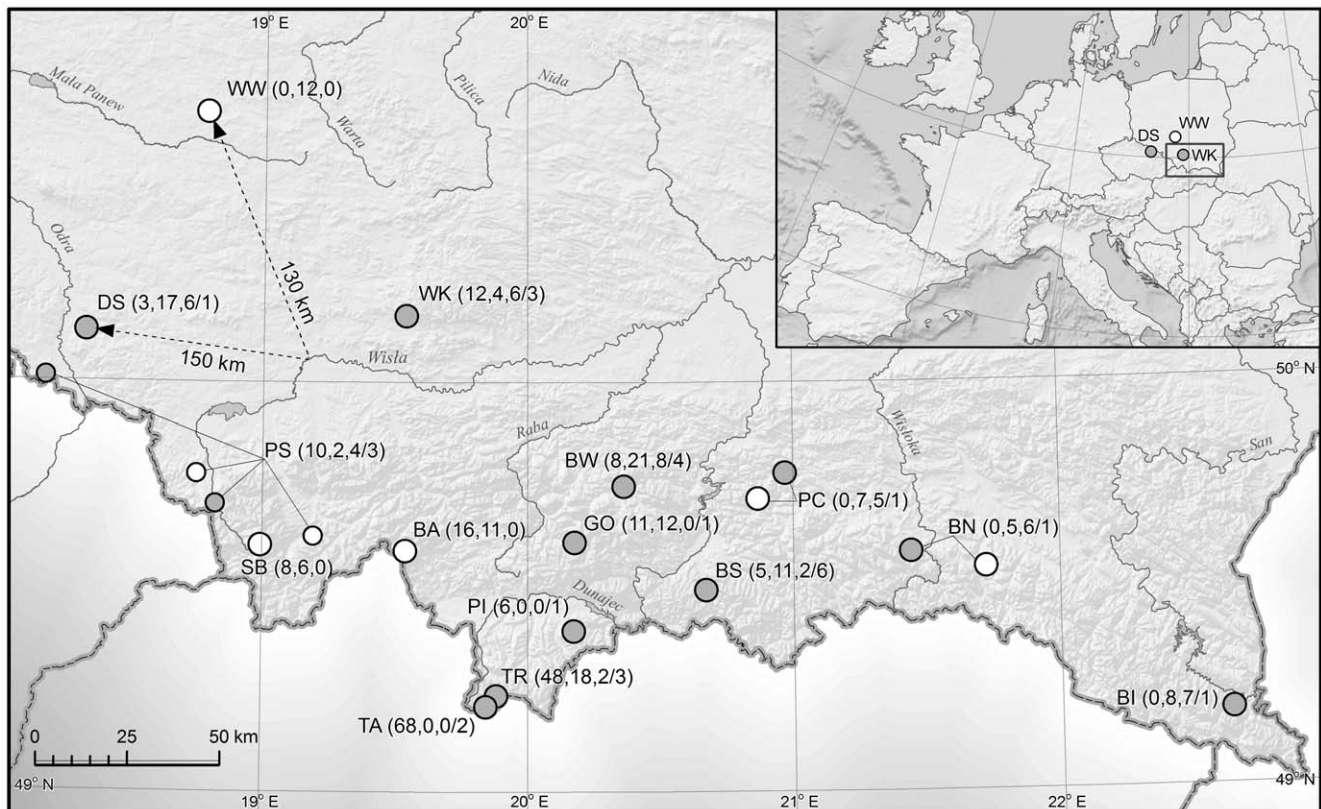 19° E
20° E
Mała Panew
WW (0,12,0)
Warta
Pilica
Nida
WW
DS
WK
Odra
130 km
DS (3,17,6/1)
WK (12,4,6/3)
150 km
Wisła
50° N
Raba
Wisłoka
San
PS (10,2,4/3)
BW (8,21,8/4)
PC (0,7,5/1)
BA (16,11,0)
GO (11,12,0/1)
BN (0,5,6/1)
SB (8,6,0)
BS (5,11,2/6)
Dunajec
PI (6,0,0/1)
TR (48,18,2/3)
TA (68,0,0/2)
BI (0,8,7/1)
0 25 50 km
49° N
49° N
19° E
20° E
21° E
22° E